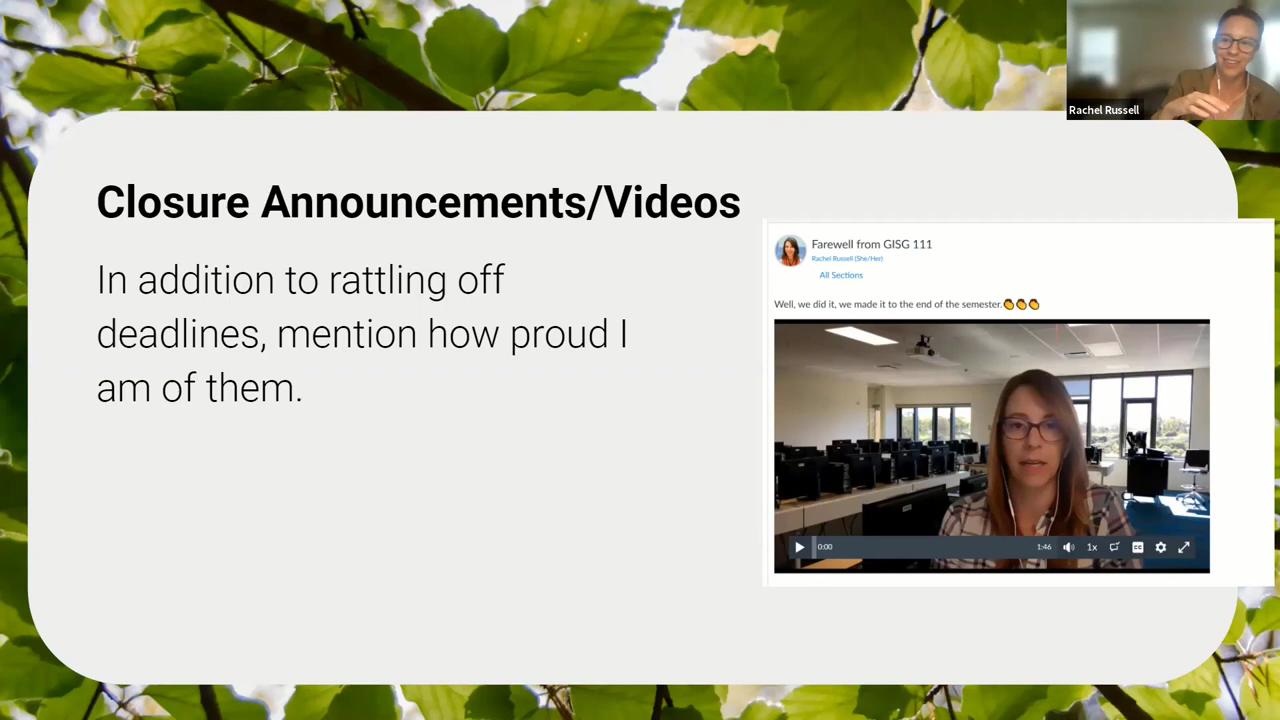 Rachel Russell
Closure Announcements/Videos
In addition to rattling off
deadlines, mention how proud I
am of them.
Farewell from GISG 111
Rachel Russell (She/Her)
All Sections
Well, we did it, we made it to the end of the semester.👏👏👏
0:00
1:46
1x
CC